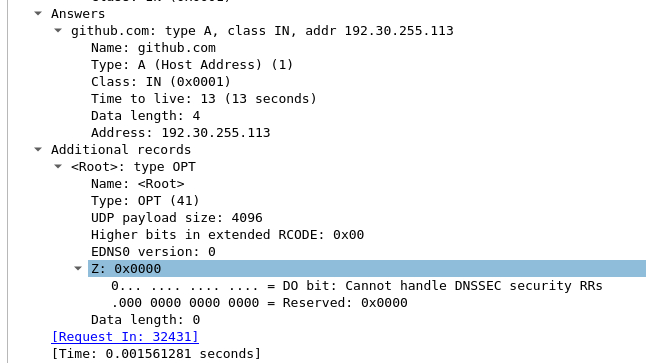 Answers
github.com: type A, class IN, addr 192.30.255.113
Name: github.com
Type: A (Host Address) (1)
Class: IN (0x0001)
Time to live: 13 (13 seconds)
Data length: 4
Address: 192.30.255.113
Additional records
<Root>: type OPT
Name: <Root>
Type: OPT (41)
UDP payload size: 4096
Higher bits in extended RCODE: 0x00
EDNS0 version: 0
Z: 0x0000
0... .... .... .... = DO bit: Cannot handle DNSSEC security RRs
.000 0000 0000 0000 = Reserved: 0x0000
Data length: 0
[Request In: 32431]
[Time: 0.001561281 seconds]